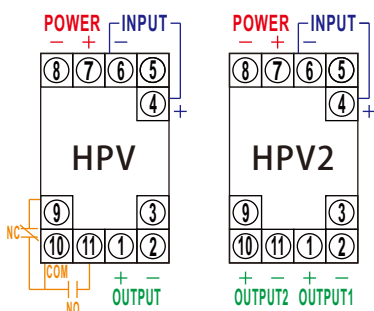 POWER INPUT
− + −
8 7 6 5
4
+
HPV
9 3
NC
10 11 1 2
COM + −
OUTPUT
NO
POWER INPUT
− + −
8 7 6 5
4
+
HPV2
9 3
10 11 1 2
+ − + −
OUTPUT2 OUTPUT1